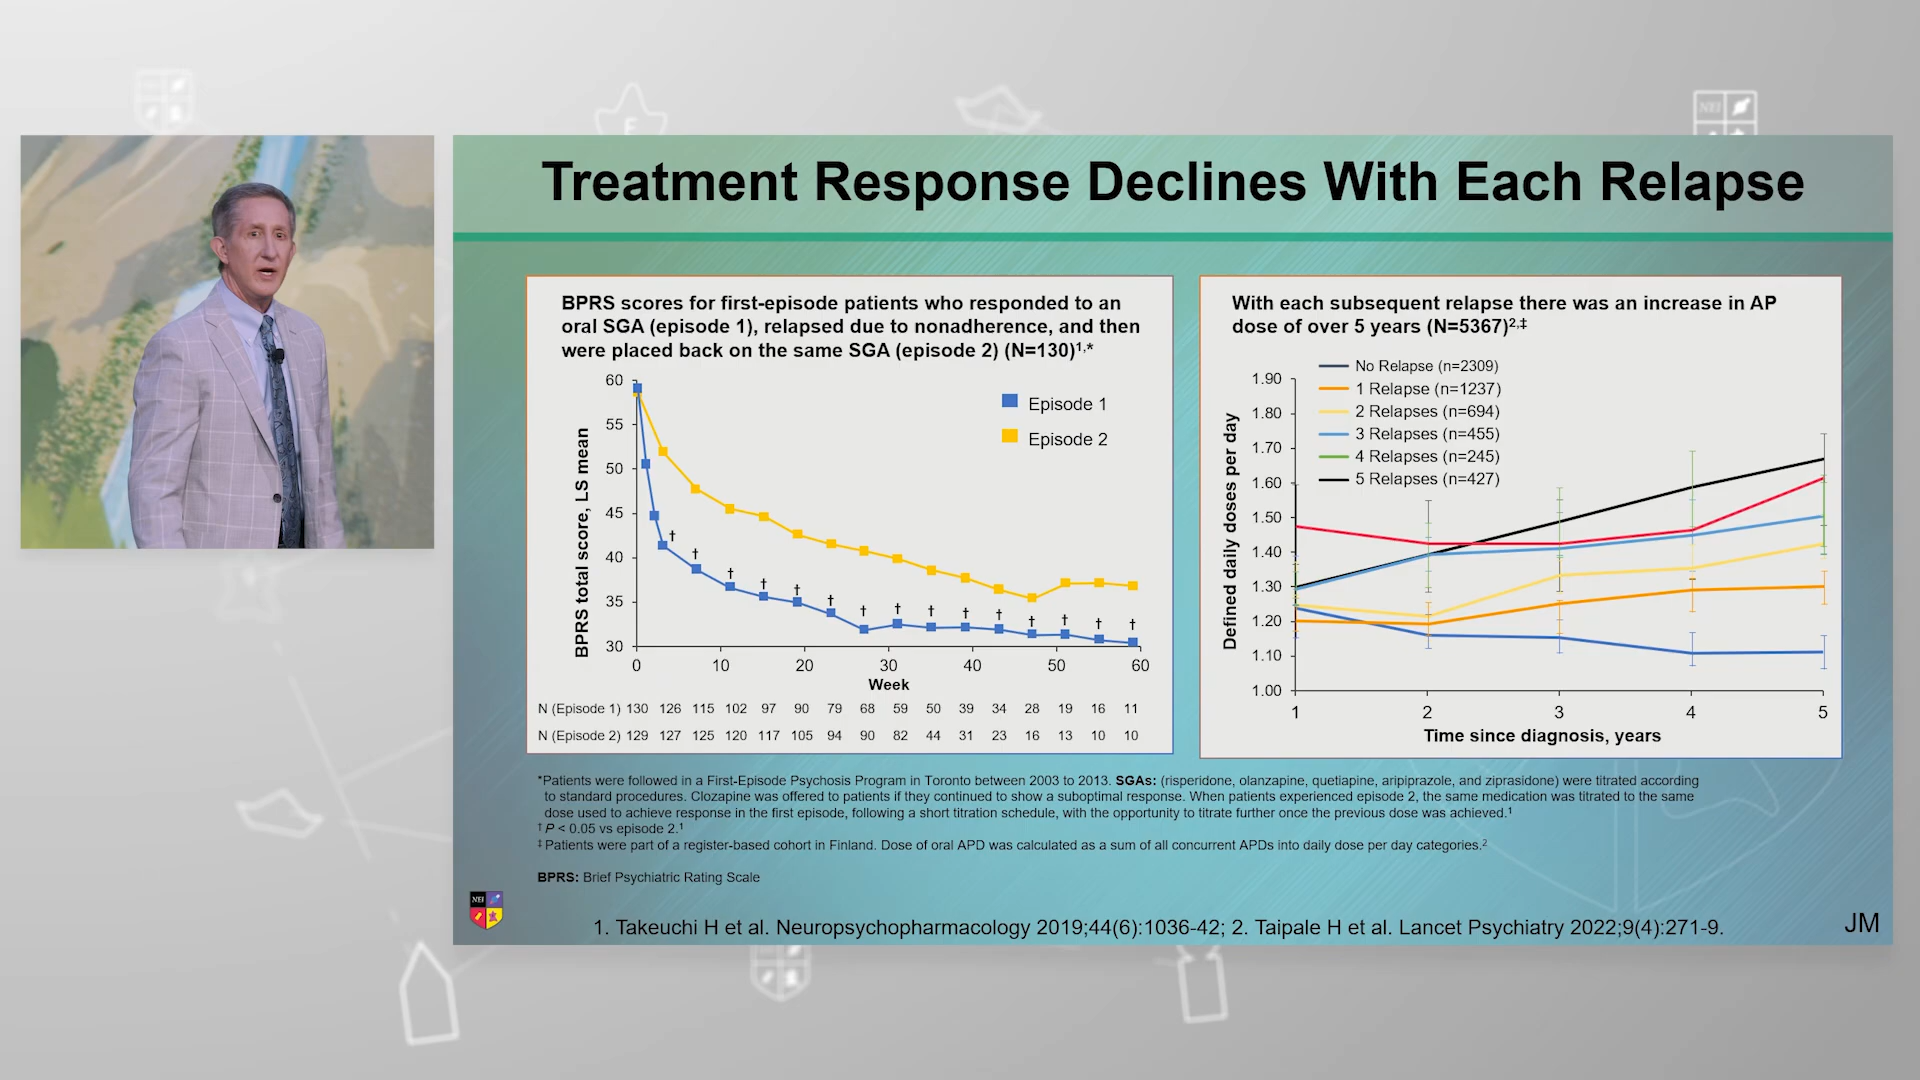 NEI
Treatment Response Declines With Each Relapse
BPRS scores for first-episode patients who responded to an
oral SGA (episode 1), relapsed due to nonadherence, and then
were placed back on the same SGA (episode 2) (N=130)¹,*
60
55
50
45
40
35
30
BPRS total score, LS mean
Episode 1
Episode 2
† † † † † † † † † † † † † † †
0 10 20 30 40 50 60
Week
N (Episode 1) 130 126 115 102 97 90 79 68 59 50 39 34 28 19 16 11
N (Episode 2) 129 127 125 120 117 105 94 90 82 44 31 23 16 13 10 10
With each subsequent relapse there was an increase in AP
dose of over 5 years (N=5367)²,‡
No Relapse (n=2309)
1 Relapse (n=1237)
2 Relapses (n=694)
3 Relapses (n=455)
4 Relapses (n=245)
5 Relapses (n=427)
1.90
1.80
1.70
1.60
1.50
1.40
1.30
1.20
1.10
1.00
Defined daily doses per day
1 2 3 4 5
Time since diagnosis, years
*Patients were followed in a First-Episode Psychosis Program in Toronto between 2003 to 2013. SGAs: (risperidone, olanzapine, quetiapine, aripiprazole, and ziprasidone) were titrated according
to standard procedures. Clozapine was offered to patients if they continued to show a suboptimal response. When patients experienced episode 2, the same medication was titrated to the same
dose used to achieve response in the first episode, following a short titration schedule, with the opportunity to titrate further once the previous dose was achieved.¹
† P < 0.05 vs episode 2.¹
‡ Patients were part of a register-based cohort in Finland. Dose of oral APD was calculated as a sum of all concurrent APDs into daily dose per day categories.²
BPRS: Brief Psychiatric Rating Scale
NEI
1. Takeuchi H et al. Neuropsychopharmacology 2019;44(6):1036-42; 2. Taipale H et al. Lancet Psychiatry 2022;9(4):271-9.
JM